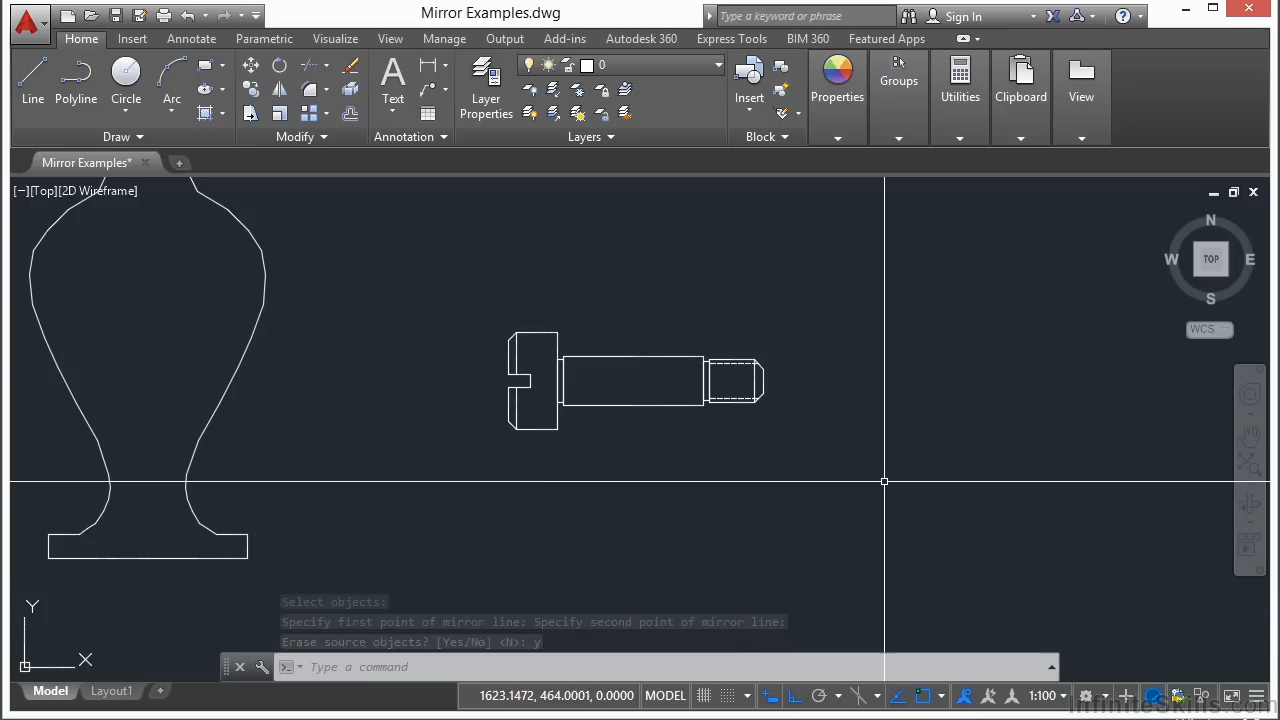 Mirror Examples.dwg
Type a keyword or phrase
Sign In
Home Insert Annotate Parametric Visualize View Manage Output Add-ins Autodesk 360 Express Tools BIM 360 Featured Apps
Line Polyline Circle Arc
Text
Layer
Properties
0
Insert
Properties
Groups
Utilities
Clipboard
View
Draw Modify Annotation Layers Block
Mirror Examples*
[−][Top][2D Wireframe]
N
W TOP E
S
WCS
Y
X
Select objects:
Specify first point of mirror line: Specify second point of mirror line:
Erase source objects? [Yes/No] <N>: y
Type a command
Model Layout1
1623.1472, 464.0001, 0.0000 MODEL 1:100
InfiniteSkills.com